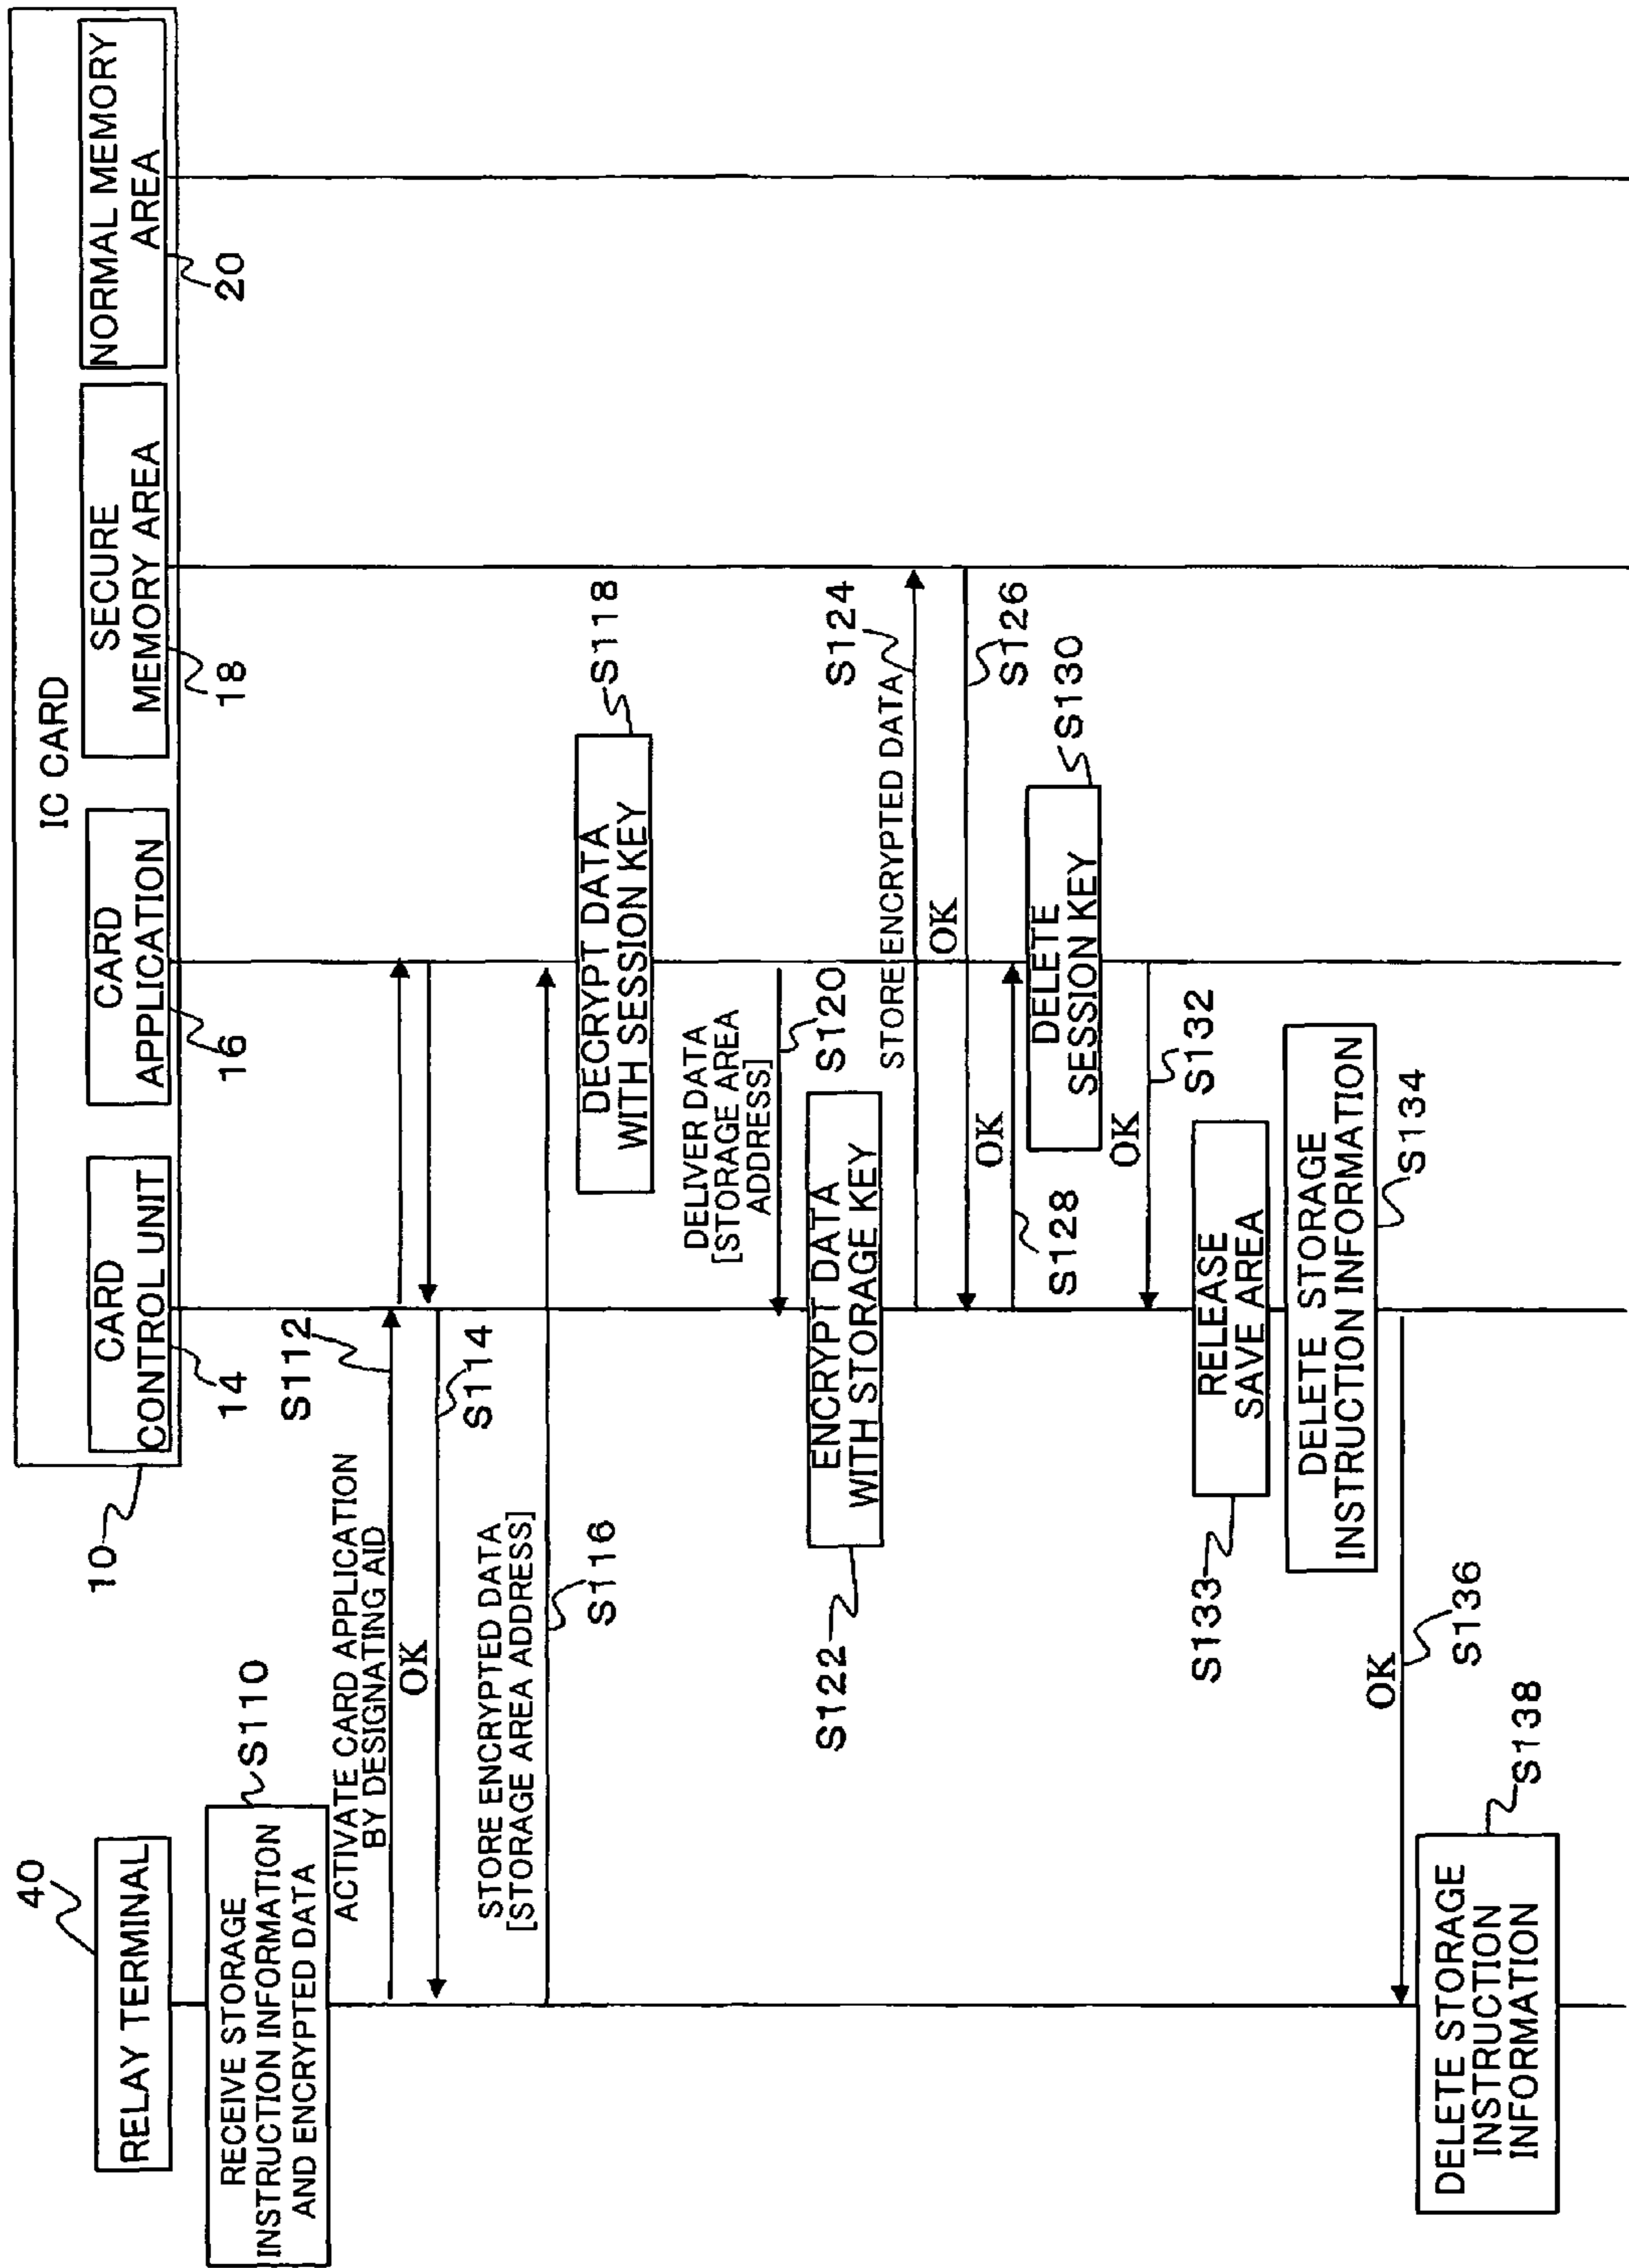 IC CARD
40
RELAY TERMINAL
10
CARD
CONTROL UNIT
14
CARD
APPLICATION
16
SECURE
MEMORY AREA
18
NORMAL MEMORY
AREA
20
RECEIVE STORAGE
INSTRUCTION INFORMATION
AND ENCRYPTED DATA
S110
ACTIVATE CARD APPLICATION
BY DESIGNATING AID
S112
OK
S114
STORE ENCRYPTED DATA
[STORAGE AREA ADDRESS]
S116
DECRYPT DATA
WITH SESSION KEY
S118
DELIVER DATA
[STORAGE AREA
ADDRESS]
S120
ENCRYPT DATA
WITH STORAGE KEY
S122
STORE ENCRYPTED DATA
S124
OK
S126
OK
S128
DELETE
SESSION KEY
S130
OK
S132
RELEASE
SAVE AREA
S133
DELETE STORAGE
INSTRUCTION INFORMATION
S134
OK
S136
DELETE STORAGE
INSTRUCTION
INFORMATION
S138